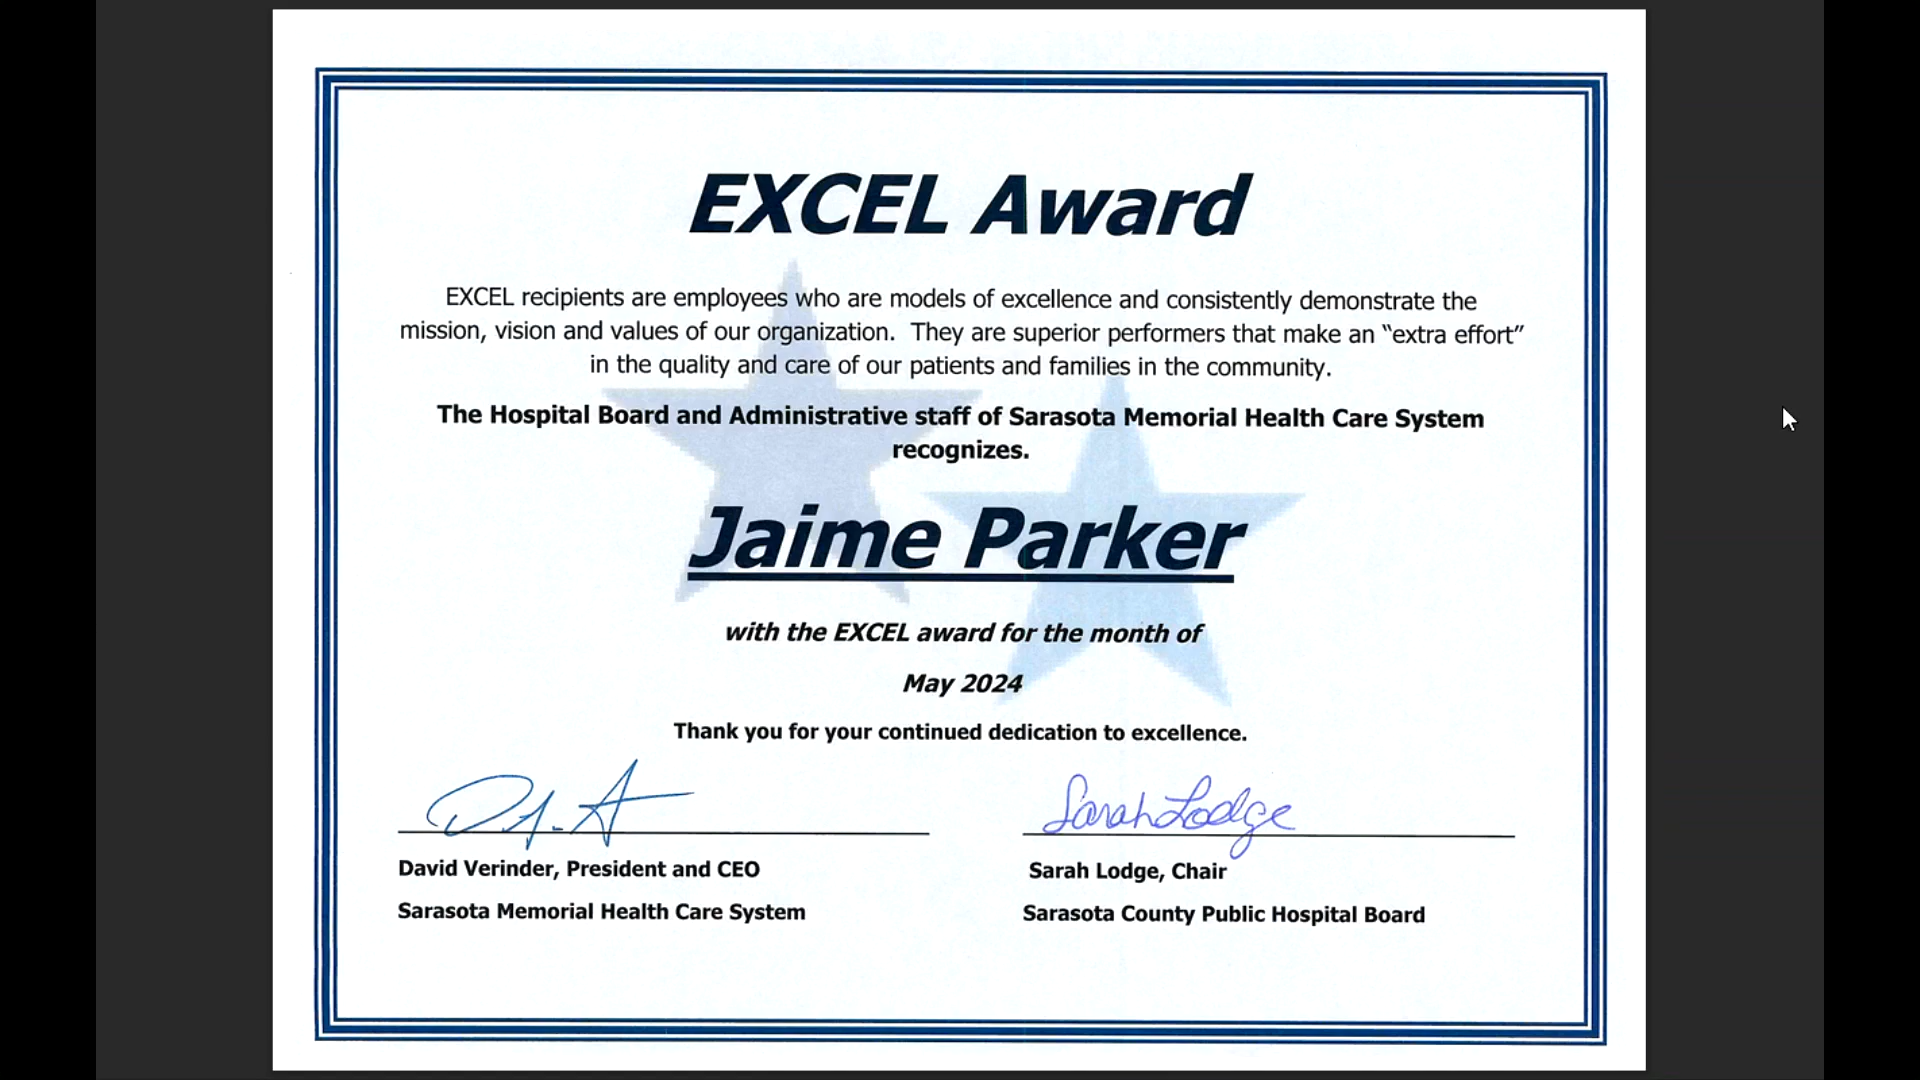 EXCEL Award
EXCEL recipients are employees who are models of excellence and consistently demonstrate the
mission, vision and values of our organization. They are superior performers that make an “extra effort”
in the quality and care of our patients and families in the community.
The Hospital Board and Administrative staff of Sarasota Memorial Health Care System
recognizes.
Jaime Parker
with the EXCEL award for the month of
May 2024
Thank you for your continued dedication to excellence.
Sarah Lodge
David Verinder, President and CEO
Sarah Lodge, Chair
Sarasota Memorial Health Care System
Sarasota County Public Hospital Board